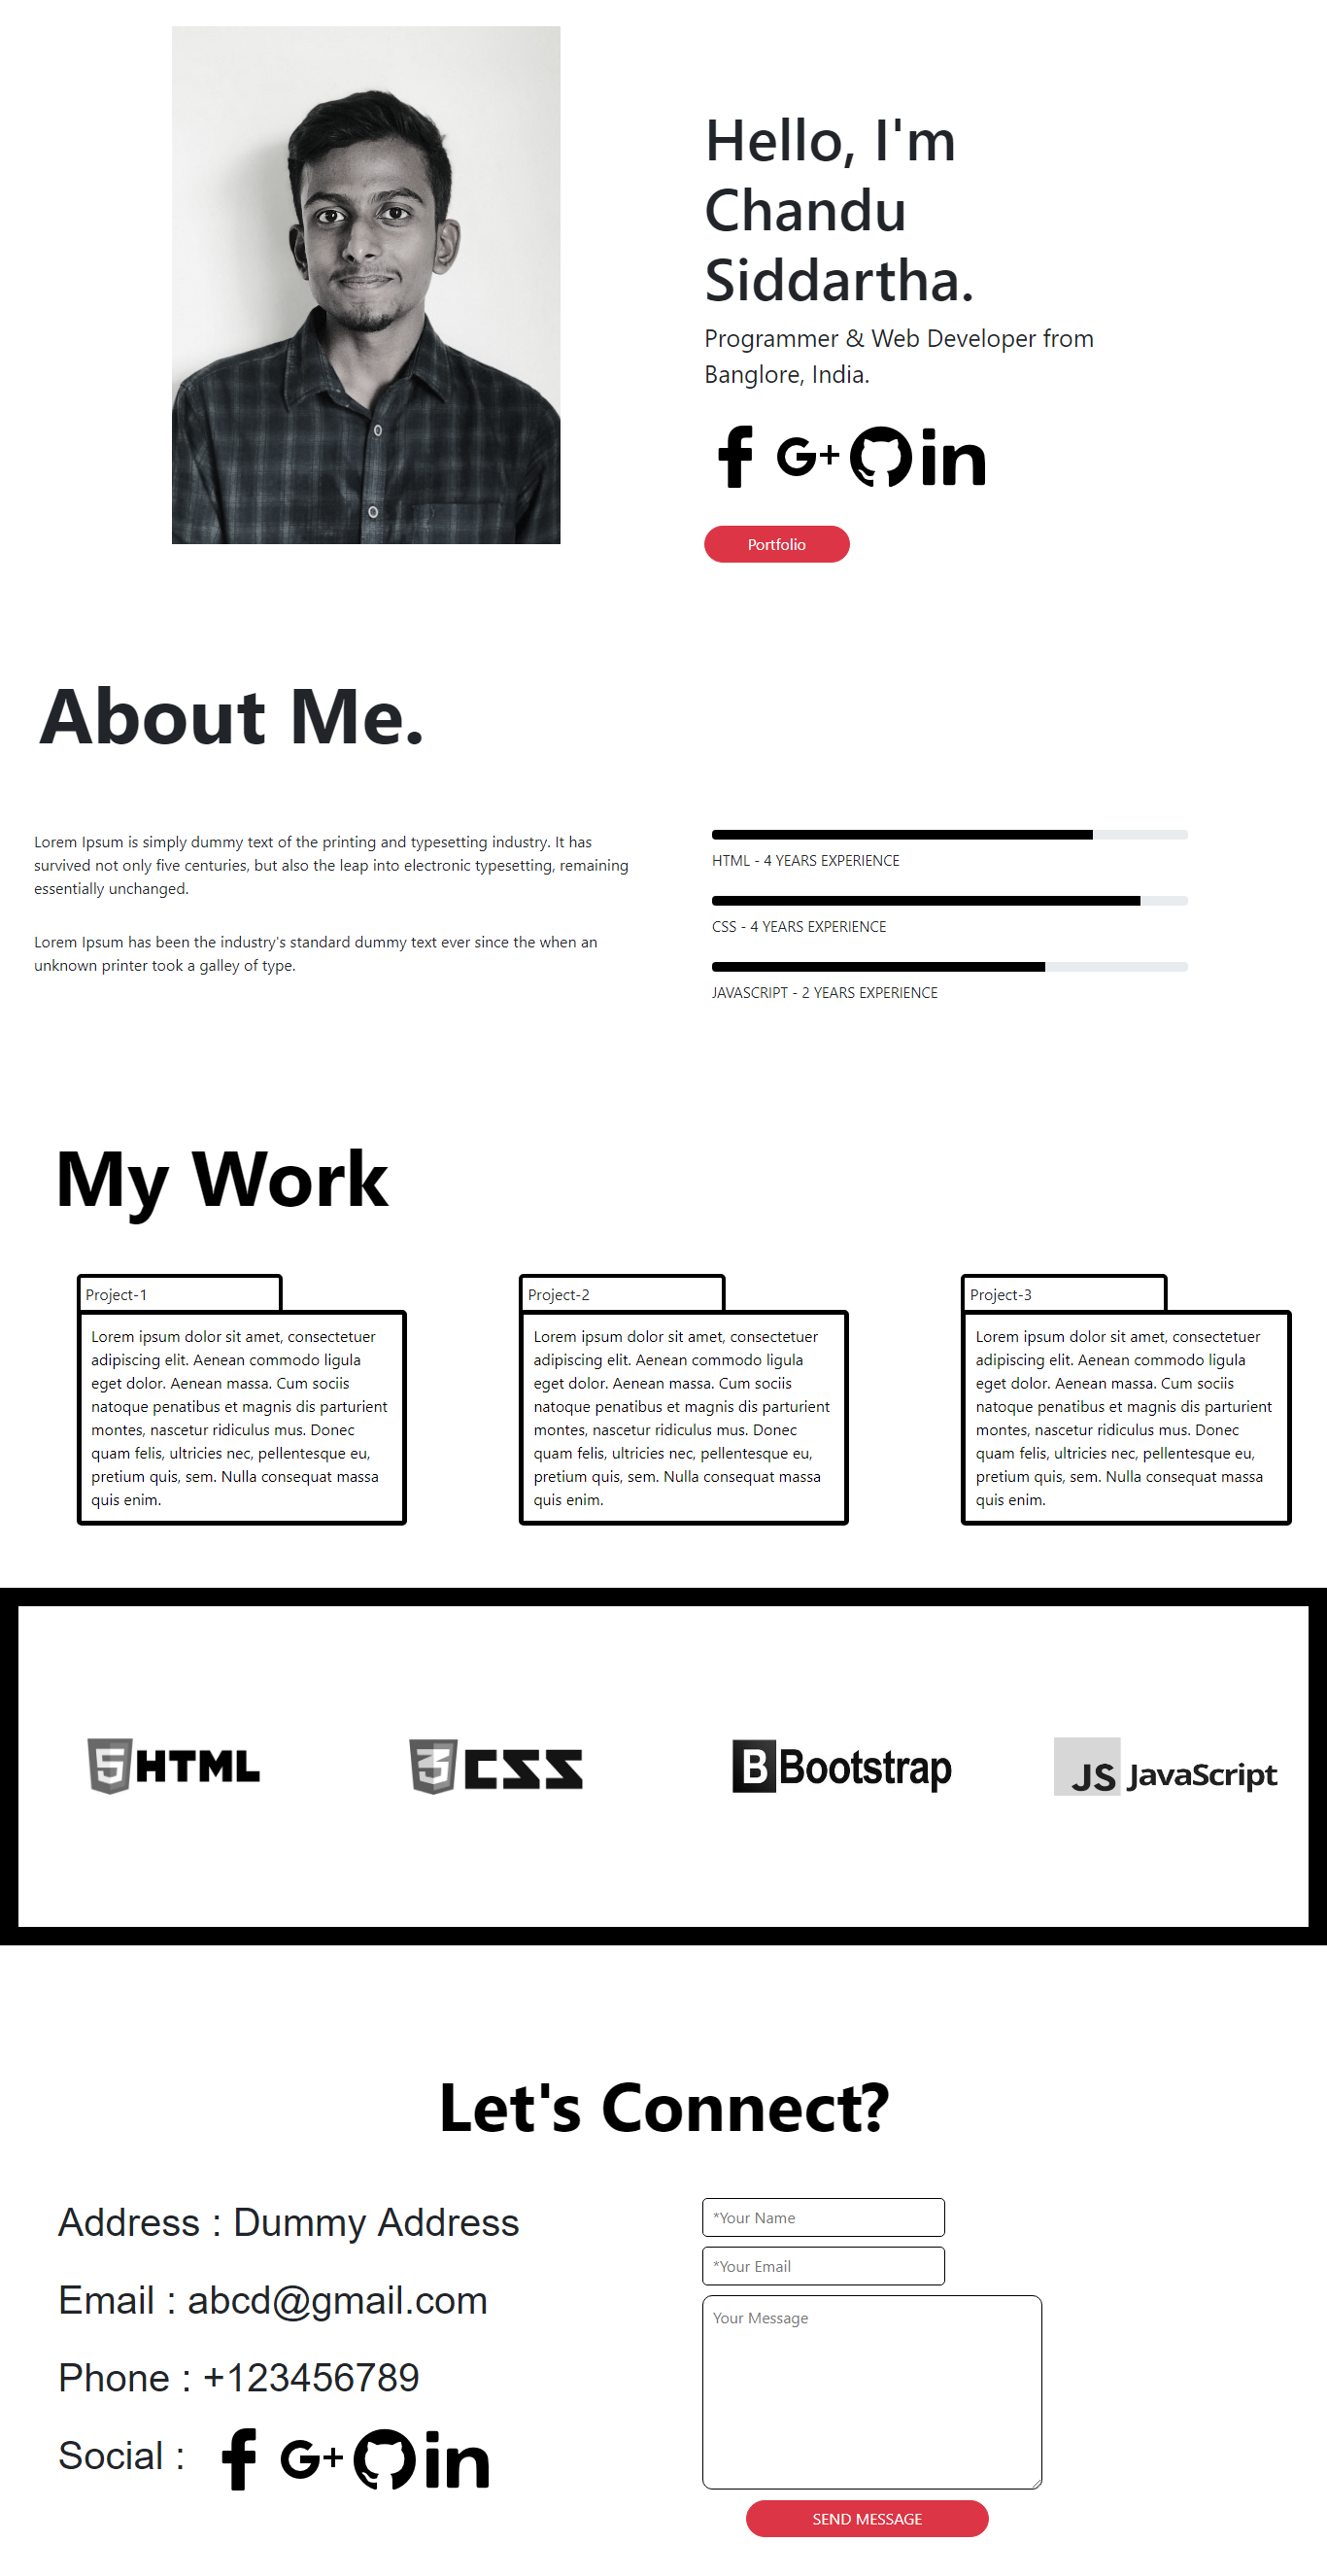 Hello, I'm
Chandu
Siddartha.
Programmer & Web Developer from
Banglore, India.
f G+ in
Portfolio
About Me.
Lorem Ipsum is simply dummy text of the printing and typesetting industry. It has
survived not only five centuries, but also the leap into electronic typesetting, remaining
essentially unchanged.
Lorem Ipsum has been the industry's standard dummy text ever since the when an
unknown printer took a galley of type.
HTML - 4 YEARS EXPERIENCE
CSS - 4 YEARS EXPERIENCE
JAVASCRIPT - 2 YEARS EXPERIENCE
My Work
Project-1
Lorem ipsum dolor sit amet, consectetuer
adipiscing elit. Aenean commodo ligula
eget dolor. Aenean massa. Cum sociis
natoque penatibus et magnis dis parturient
montes, nascetur ridiculus mus. Donec
quam felis, ultricies nec, pellentesque eu,
pretium quis, sem. Nulla consequat massa
quis enim.
Project-2
Lorem ipsum dolor sit amet, consectetuer
adipiscing elit. Aenean commodo ligula
eget dolor. Aenean massa. Cum sociis
natoque penatibus et magnis dis parturient
montes, nascetur ridiculus mus. Donec
quam felis, ultricies nec, pellentesque eu,
pretium quis, sem. Nulla consequat massa
quis enim.
Project-3
Lorem ipsum dolor sit amet, consectetuer
adipiscing elit. Aenean commodo ligula
eget dolor. Aenean massa. Cum sociis
natoque penatibus et magnis dis parturient
montes, nascetur ridiculus mus. Donec
quam felis, ultricies nec, pellentesque eu,
pretium quis, sem. Nulla consequat massa
quis enim.
5 HTML
3 CSS
B Bootstrap
JS JavaScript
Let's Connect?
Address : Dummy Address
Email : abcd@gmail.com
Phone : +123456789
Social : f G+ in
*Your Name
*Your Email
Your Message
SEND MESSAGE